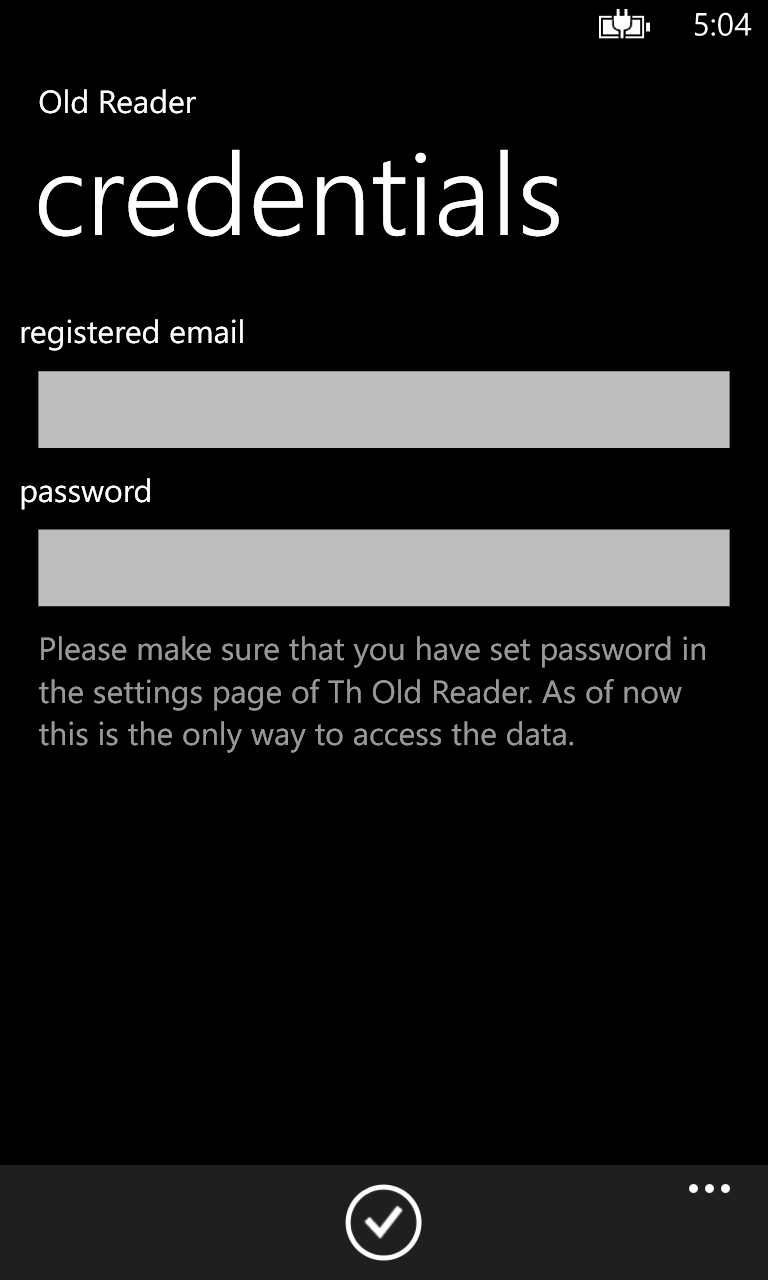 5:04
Old Reader
credentials
registered email
password
Please make sure that you have set password in
the settings page of Th Old Reader. As of now
this is the only way to access the data.